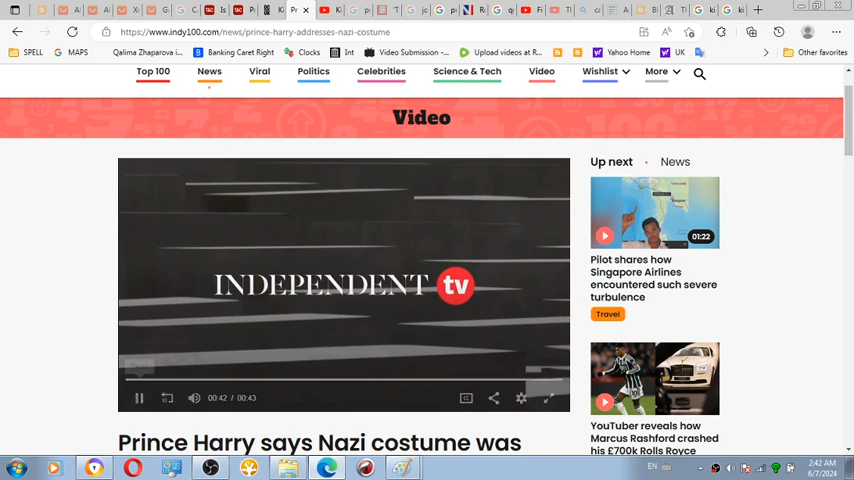 https://www.indy100.com/news/prince-harry-addresses-nazi-costume
SPELL
MAPS
Qalima Zhaparova i
Banking Caret Right
Clocks
Int
Video Submission -...
Upload videos at R...
Yahoo Home
UK
Other favorites
Top 100
News
Viral
Politics
Celebrities
Science & Tech
Video
Wishlist
More
Video
Up next • News
01:22
Pilot shares how
Singapore Airlines
encountered such severe
turbulence
Travel
INDEPENDENT tv
00:42 / 00:43
CC
YouTuber reveals how
Marcus Rashford crashed
his £700k Rolls Royce
Prince Harry says Nazi costume was
EN
2:42 AM
6/7/2024